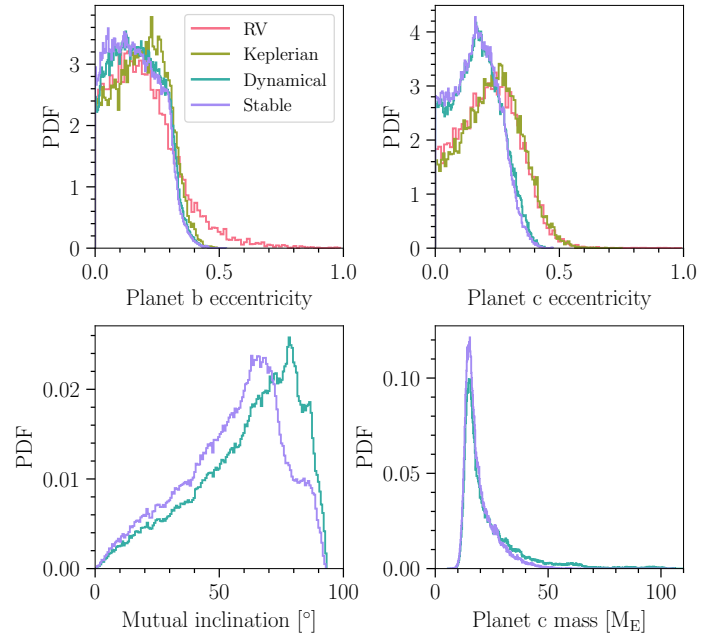 PDF
0
1
2
3
0.0
0.5
1.0
Planet b eccentricity
RV
Keplerian
Dynamical
Stable
PDF
0
1
2
3
4
0.0
0.5
1.0
Planet c eccentricity
PDF
0.00
0.01
0.02
0
50
100
Mutual inclination [°]
PDF
0.00
0.05
0.10
0
50
100
Planet c mass [M_E]